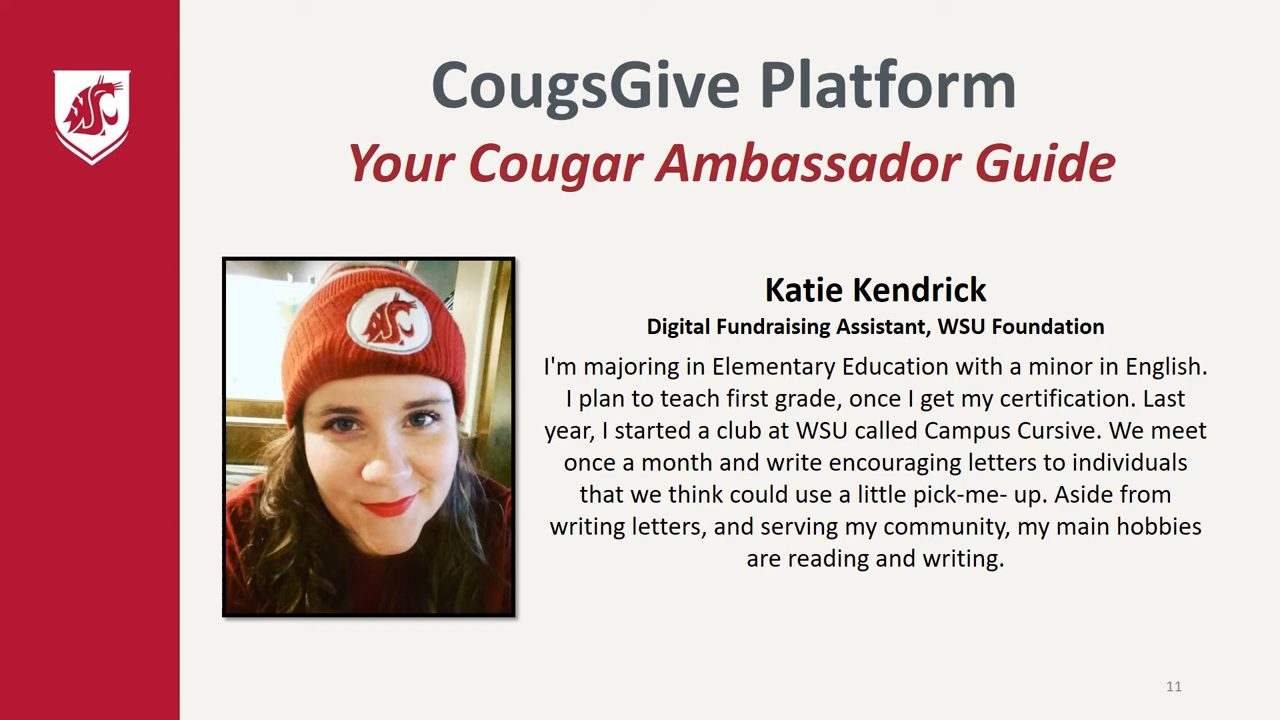 CougsGive Platform
Your Cougar Ambassador Guide
Katie Kendrick
Digital Fundraising Assistant, WSU Foundation
I'm majoring in Elementary Education with a minor in English.
I plan to teach first grade, once I get my certification. Last
year, I started a club at WSU called Campus Cursive. We meet
once a month and write encouraging letters to individuals
that we think could use a little pick-me- up. Aside from
writing letters, and serving my community, my main hobbies
are reading and writing.
11